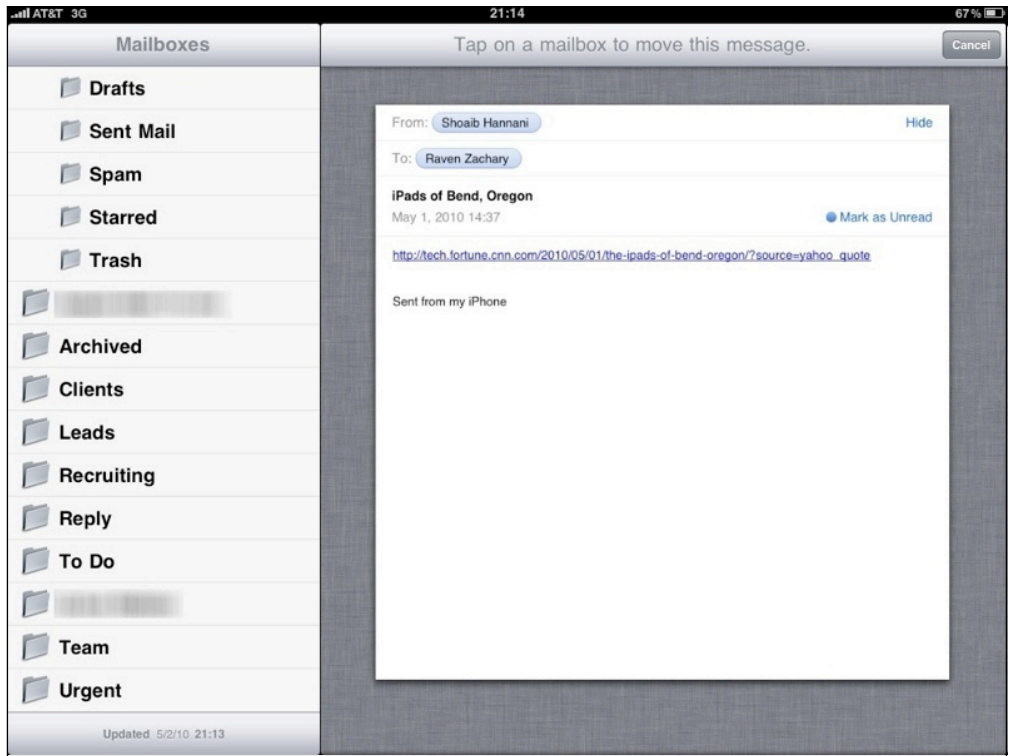 AT&T 3G 21:14 67%
Mailboxes
Drafts
Sent Mail
Spam
Starred
Trash
Archived
Clients
Leads
Recruiting
Reply
To Do
Team
Urgent
Updated 5/2/10 21:13
Tap on a mailbox to move this message.
Cancel
From: Shoaib Hannani Hide
To: Raven Zachary
iPads of Bend, Oregon
May 1, 2010 14:37 Mark as Unread
http://tech.fortune.cnn.com/2010/05/01/the-ipads-of-bend-oregon/?source=yahoo_quote
Sent from my iPhone